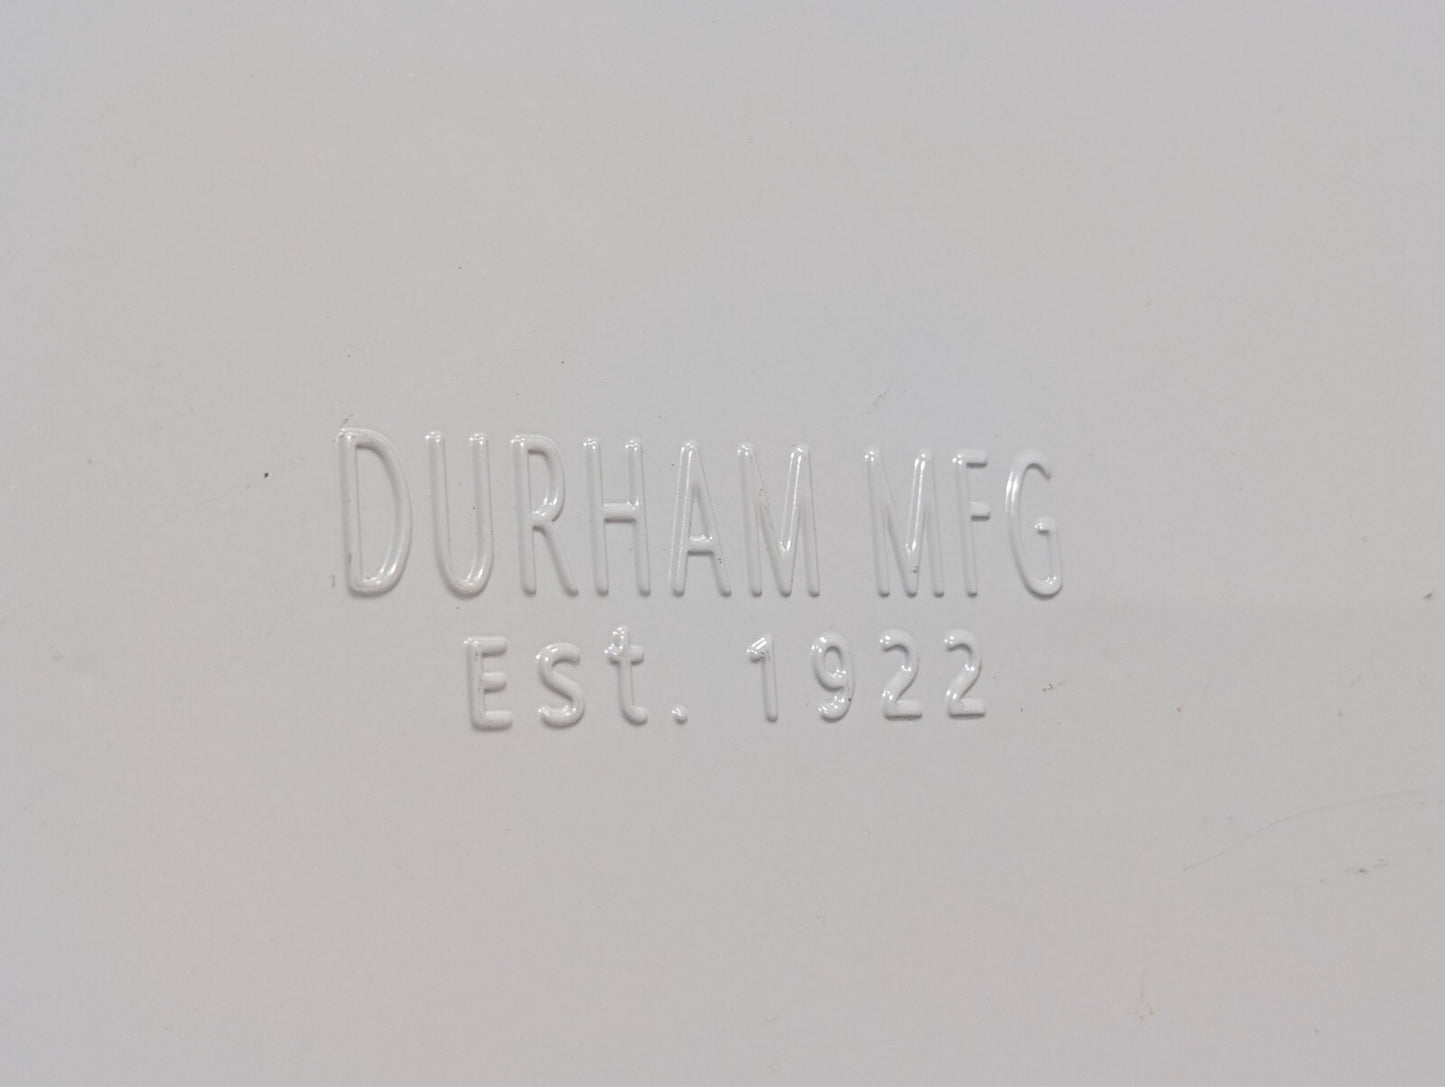 DURHAM MFG
Est. 1922